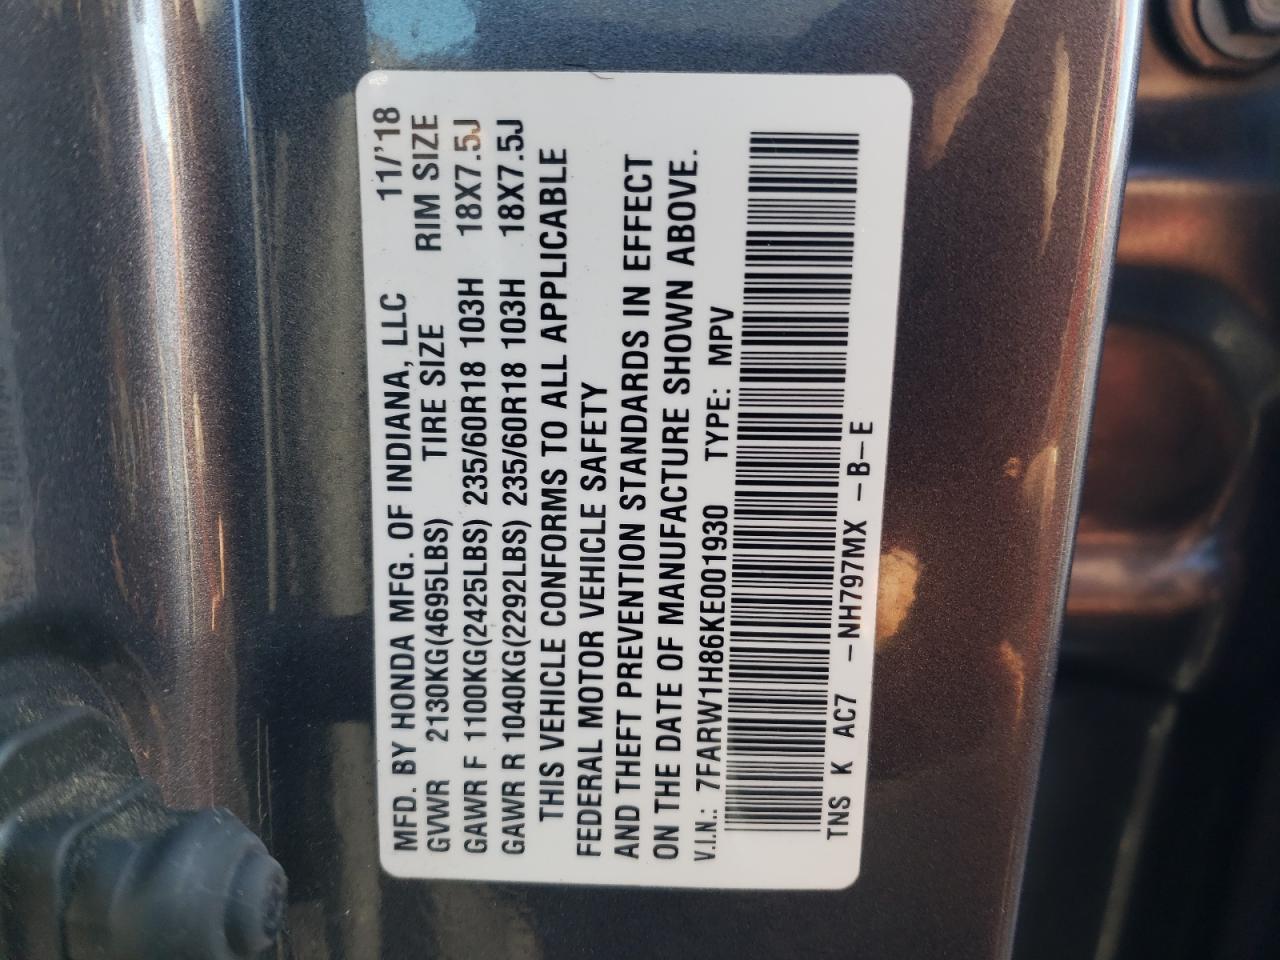 MFD. BY HONDA MFG. OF INDIANA, LLC 11/'18
GVWR 2130KG(4695LBS) TIRE SIZE RIM SIZE
GAWR F 1100KG(2425LBS) 235/60R18 103H 18X7.5J
GAWR R 1040KG(2292LBS) 235/60R18 103H 18X7.5J
THIS VEHICLE CONFORMS TO ALL APPLICABLE
FEDERAL MOTOR VEHICLE SAFETY
AND THEFT PREVENTION STANDARDS IN EFFECT
ON THE DATE OF MANUFACTURE SHOWN ABOVE.
V.I.N.: 7FARW1H86KE001930 TYPE: MPV
TNS K AC7 –NH797MX –B–E